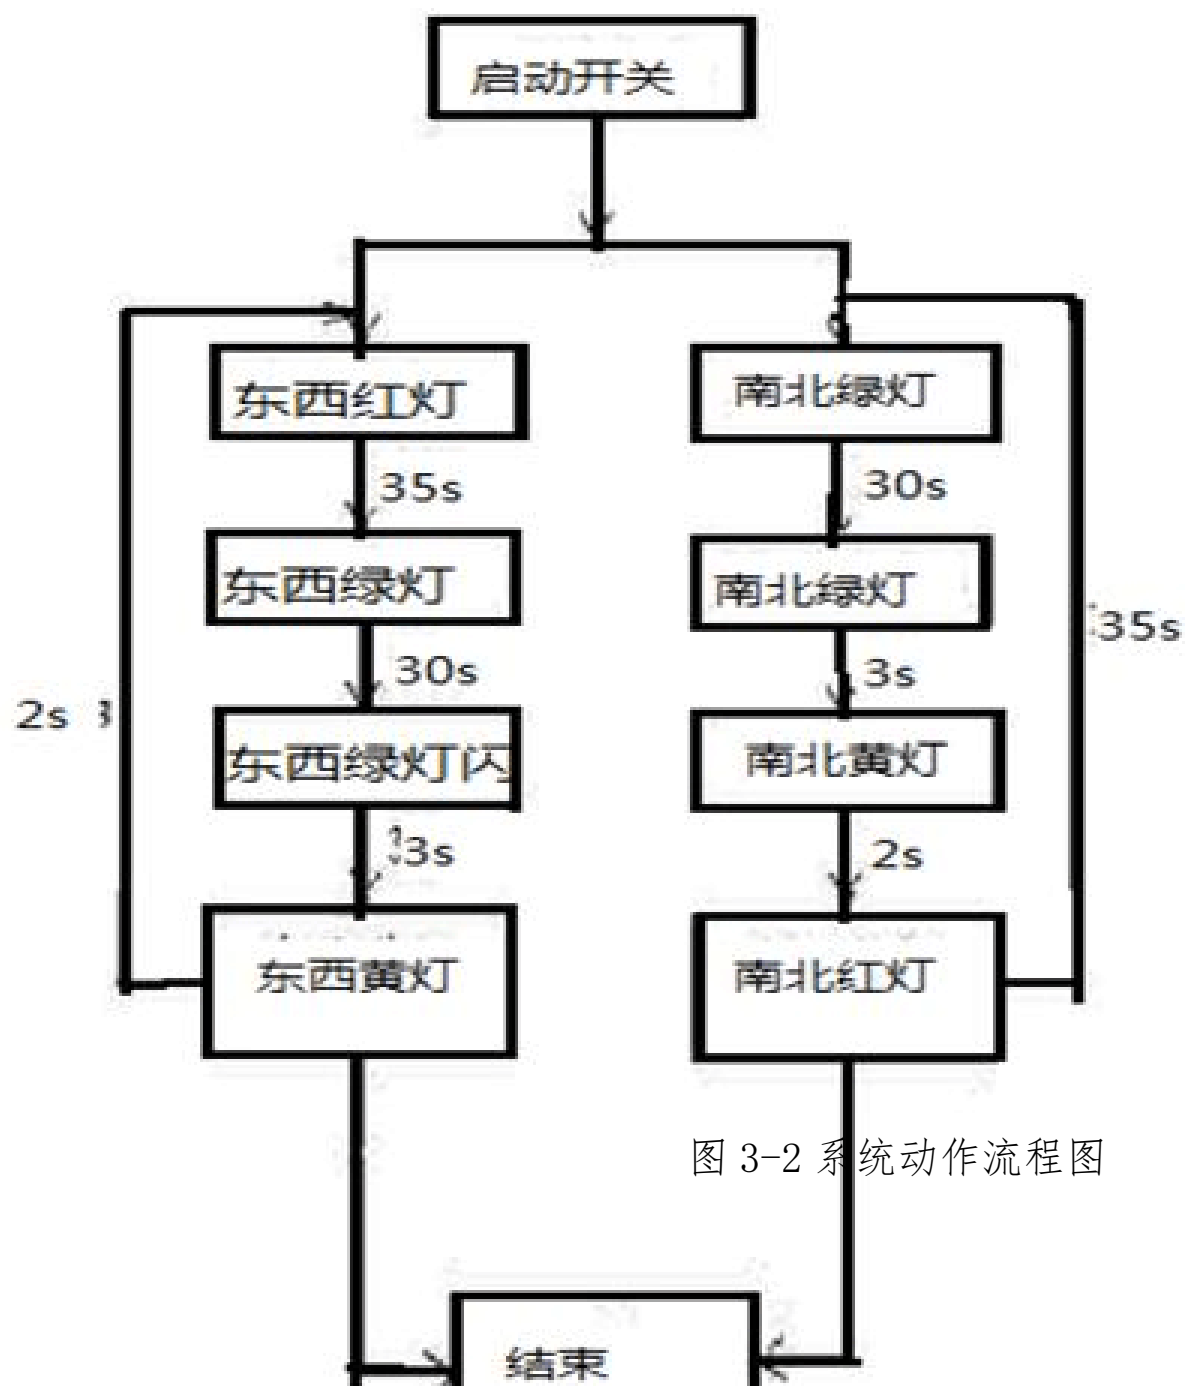 启动开关
东西红灯
南北绿灯
35s
30s
东西绿灯
南北绿灯
35s
30s
3s
2s
东西绿灯闪
南北黄灯
3s
2s
东西黄灯
南北红灯
图 3-2 系统动作流程图
结束